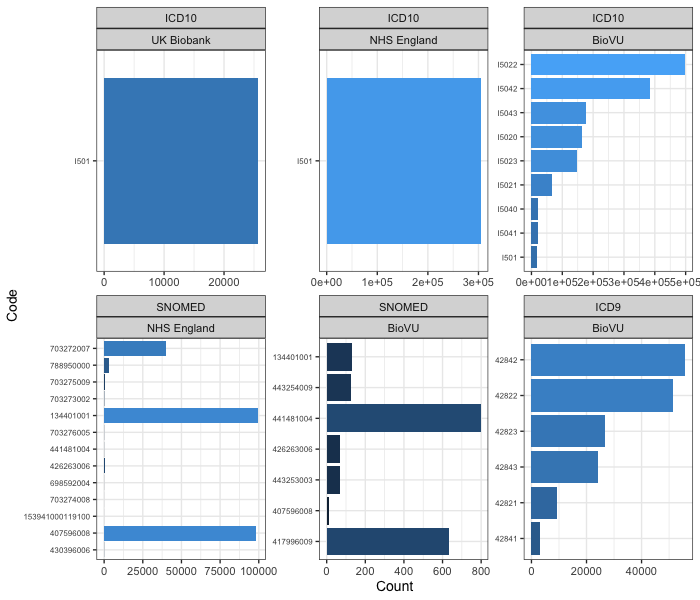 ICD10
UK Biobank
I501
0 10000 20000
ICD10
NHS England
I501
0e+00 1e+05 2e+05 3e+05
ICD10
BioVU
I5022
I5042
I5043
I5020
I5023
I5021
I5040
I5041
I501
0e+001e+052e+053e+054e+055e+05
Code
SNOMED
NHS England
703272007
788950000
703275009
703273002
134401001
703276005
441481004
426263006
698592004
703274008
153941000119100
407596008
430396006
0 25000 50000 75000 100000
SNOMED
BioVU
134401001
443254009
441481004
426263006
443253003
407596008
417996009
0 200 400 600 800
ICD9
BioVU
42842
42822
42823
42843
42821
42841
0 20000 40000
Count